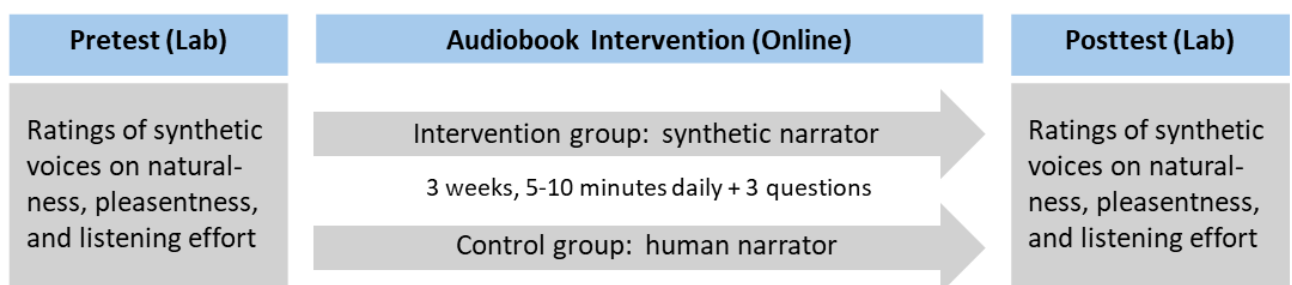 Pretest (Lab)
Audiobook Intervention (Online)
Posttest (Lab)
Ratings of synthetic
voices on natural-
ness, pleasentness,
and listening effort
Intervention group: synthetic narrator
3 weeks, 5-10 minutes daily + 3 questions
Control group: human narrator
Ratings of synthetic
voices on natural-
ness, pleasentness,
and listening effort